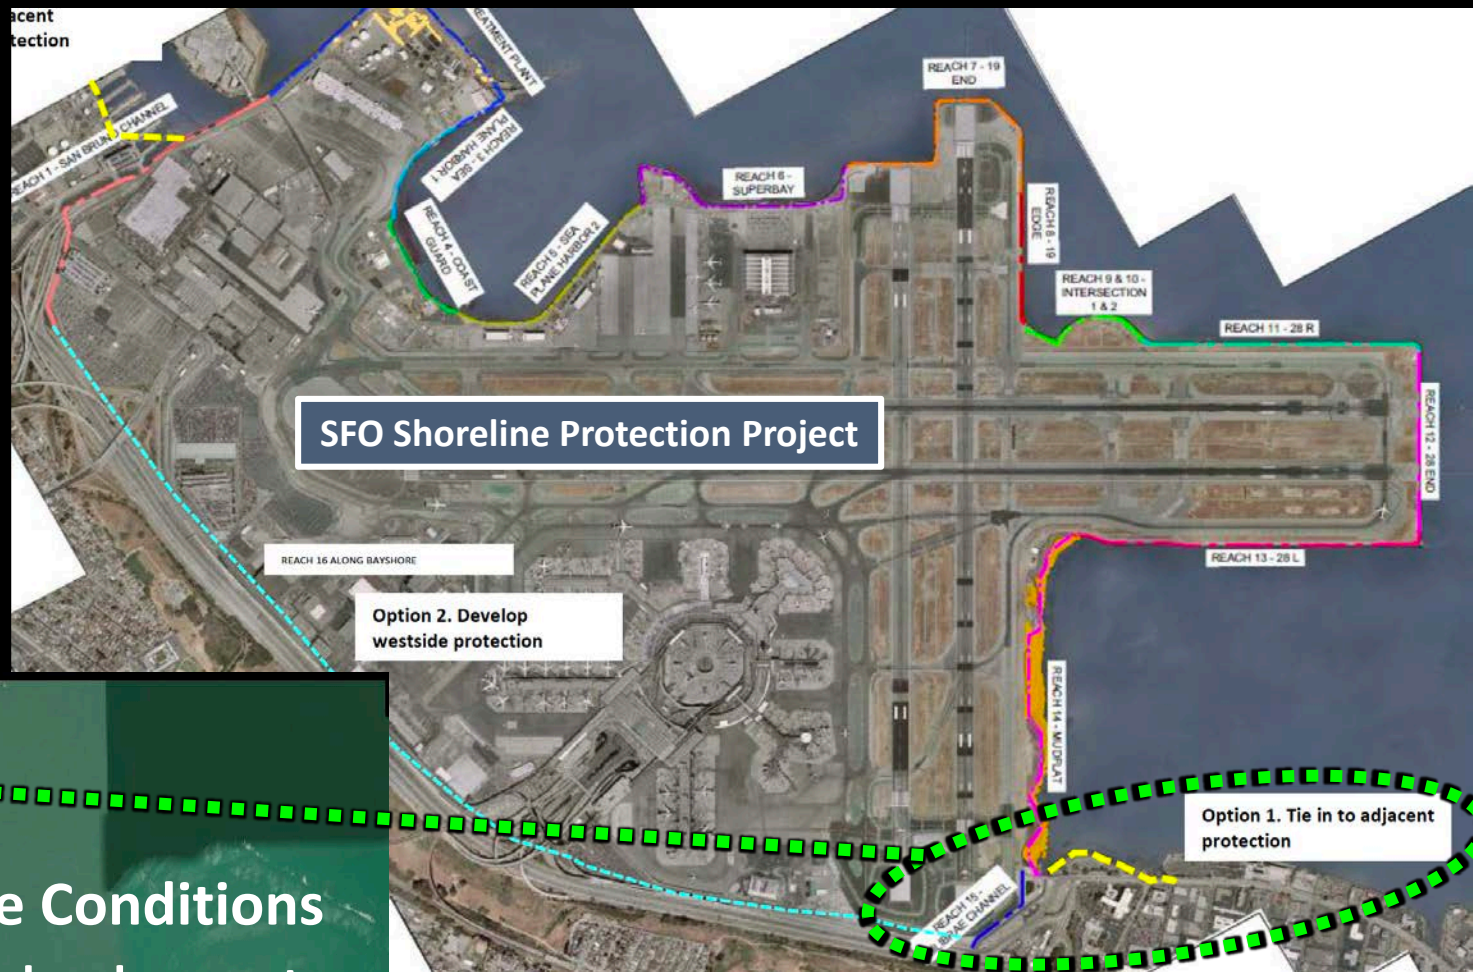 acent
tection
REACH 1 - SAN BRUNO CHANNEL
TREATMENT PLANT
REACH 3 - SEA
PLANE HARBOR 1
REACH 4 - COAST
GUARD
REACH 5 - SEA
PLANE HARBOR 2
REACH 6 -
SUPERBAY
REACH 7 - 19
END
REACH 8 - 19
EDGE
REACH 9 & 10 -
INTERSECTION
1 & 2
REACH 11 - 28 R
REACH 12 - 28 END
REACH 13 - 28 L
SFO Shoreline Protection Project
REACH 16 ALONG BAYSHORE
Option 2. Develop
westside protection
REACH 14 - MUDFLAT
Option 1. Tie in to adjacent
protection
REACH 15 -
CHANNEL
e Conditions